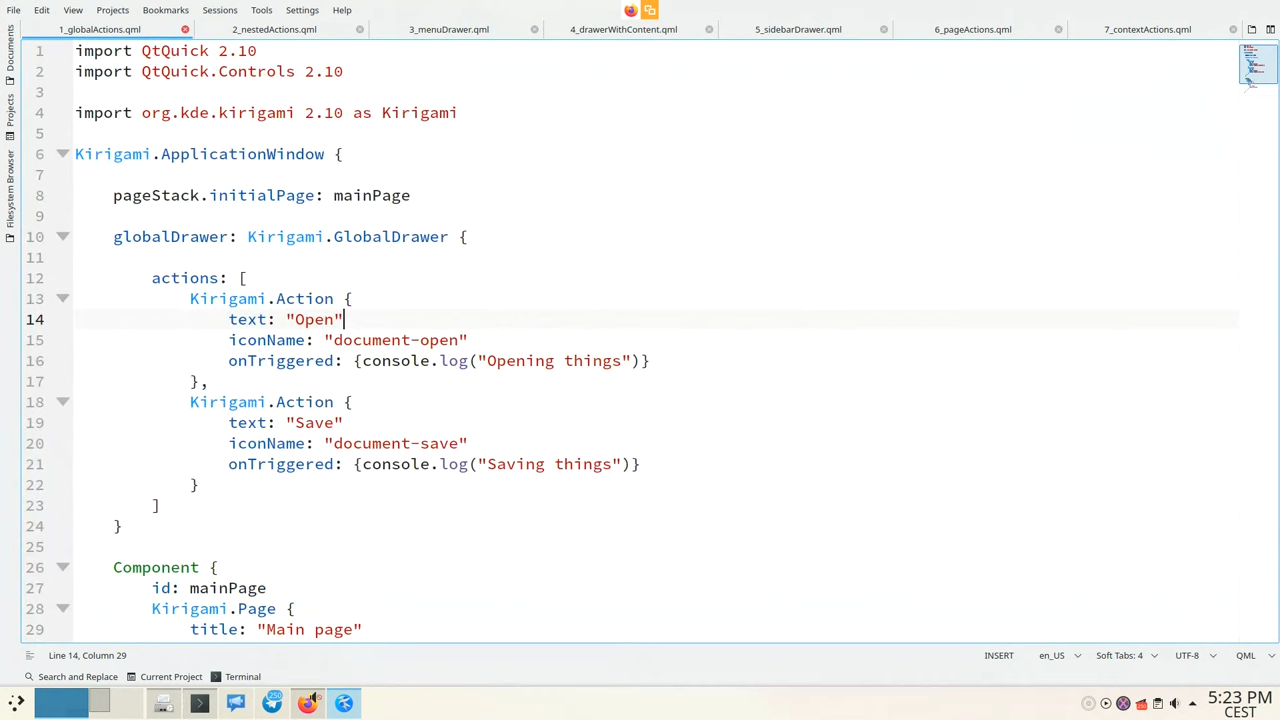 File Edit View Projects Bookmarks Sessions Tools Settings Help
1_globalActions.qml 2_nestedActions.qml 3_menuDrawer.qml 4_drawerWithContent.qml 5_sidebarDrawer.qml 6_pageActions.qml 7_contextActions.qml
Documents
Projects
Filesystem Browser
1 import QtQuick 2.10
2 import QtQuick.Controls 2.10
3
4 import org.kde.kirigami 2.10 as Kirigami
5
6 Kirigami.ApplicationWindow {
7
8 pageStack.initialPage: mainPage
9
10 globalDrawer: Kirigami.GlobalDrawer {
11
12 actions: [
13 Kirigami.Action {
14 text: "Open"
15 iconName: "document-open"
16 onTriggered: {console.log("Opening things")}
17 },
18 Kirigami.Action {
19 text: "Save"
20 iconName: "document-save"
21 onTriggered: {console.log("Saving things")}
22 }
23 ]
24 }
25
26 Component {
27 id: mainPage
28 Kirigami.Page {
29 title: "Main page"
Line 14, Column 29 INSERT en_US Soft Tabs: 4 UTF-8 QML
Search and Replace Current Project Terminal
250
5:23 PM
CEST